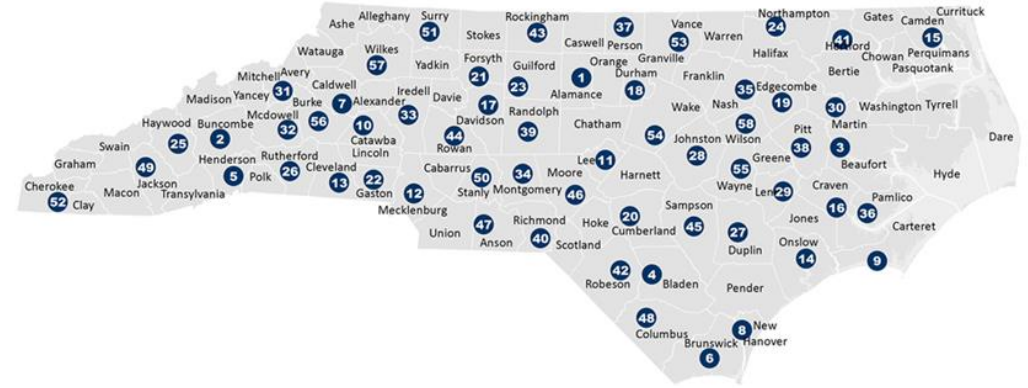 Ashe
Alleghany
Surry
51
Stokes
Rockingham
43
Caswell
Person
37
Vance
53
Warren
Northampton
24
Gates
Camden
Currituck
15
Perquimans
Pasquotank
Chowan
Hertford
41
Halifax
Bertie
Watauga
Wilkes
57
Yadkin
Forsyth
21
Guilford
23
1
Alamance
Orange
Durham
18
Granville
Franklin
35
Edgecombe
19
Nash
30
Martin
Washington
Tyrrell
Dare
Mitchell
Avery
31
Caldwell
7
Alexander
Iredell
33
Davie
17
Davidson
Randolph
39
Chatham
Wake
54
Johnston
28
58
Wilson
Pitt
38
3
Beaufort
Hyde
Madison
Yancey
Burke
56
Mcdowell
32
10
Catawba
Lincoln
44
Rowan
Haywood
25
Buncombe
2
Swain
Graham
49
Jackson
Henderson
5
Polk
Rutherford
26
Cleveland
13
22
Gaston
Cabarrus
50
Stanly
34
Montgomery
Moore
46
Lee
11
Harnett
55
Wayne
Greene
Lenoir
29
Craven
16
36
Pamlico
Cherokee
52
Clay
Macon
Transylvania
12
Mecklenburg
Union
47
Anson
Richmond
40
Scotland
Hoke
20
Cumberland
Sampson
45
27
Duplin
Jones
Onslow
14
Carteret
9
42
Robeson
4
Bladen
Pender
48
Columbus
8
New
Hanover
Brunswick
6